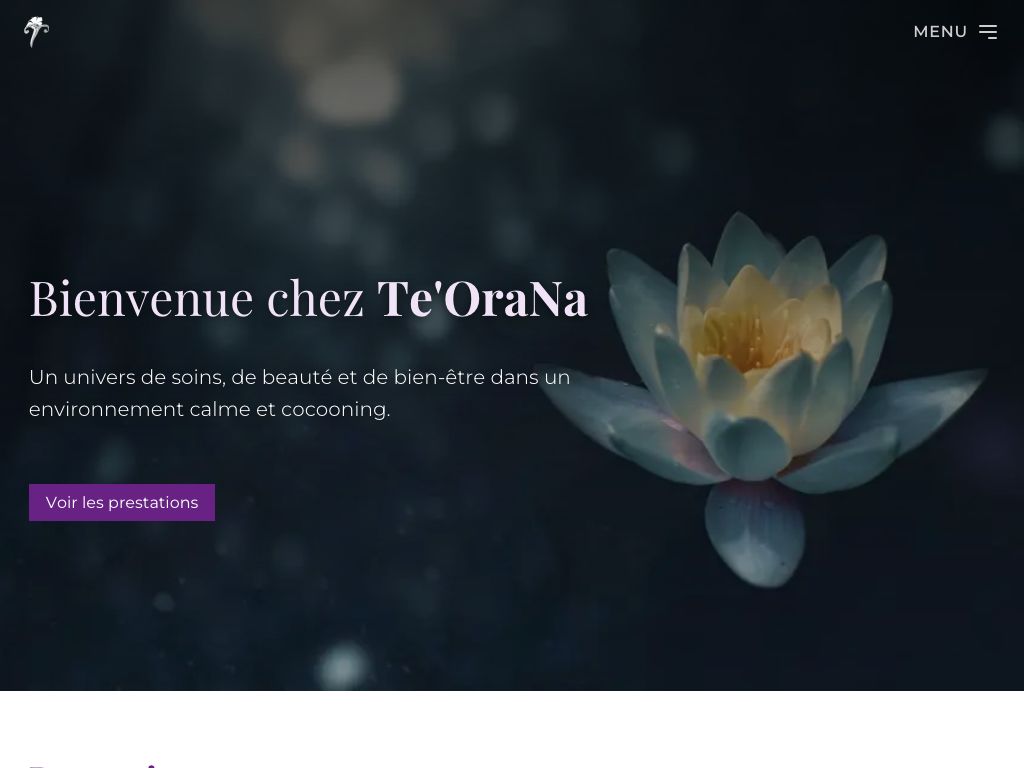 MENU
Bienvenue chez Te'OraNa
Un univers de soins, de beauté et de bien-être dans un
environnement calme et cocooning.
Voir les prestations